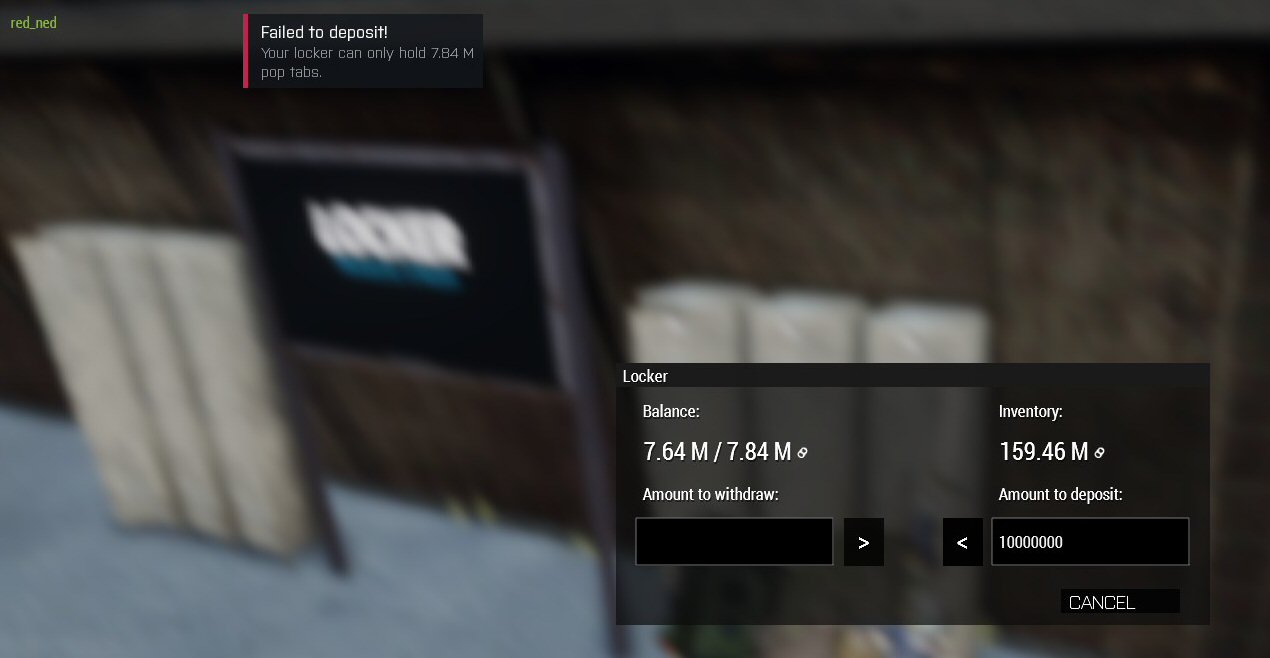 red_ned
Failed to deposit!
Your locker can only hold 7.84 M
pop tabs.
LOCKER
Locker
Balance:
Inventory:
7.64 M / 7.84 M
159.46 M
Amount to withdraw:
Amount to deposit:
>
<
10000000
CANCEL